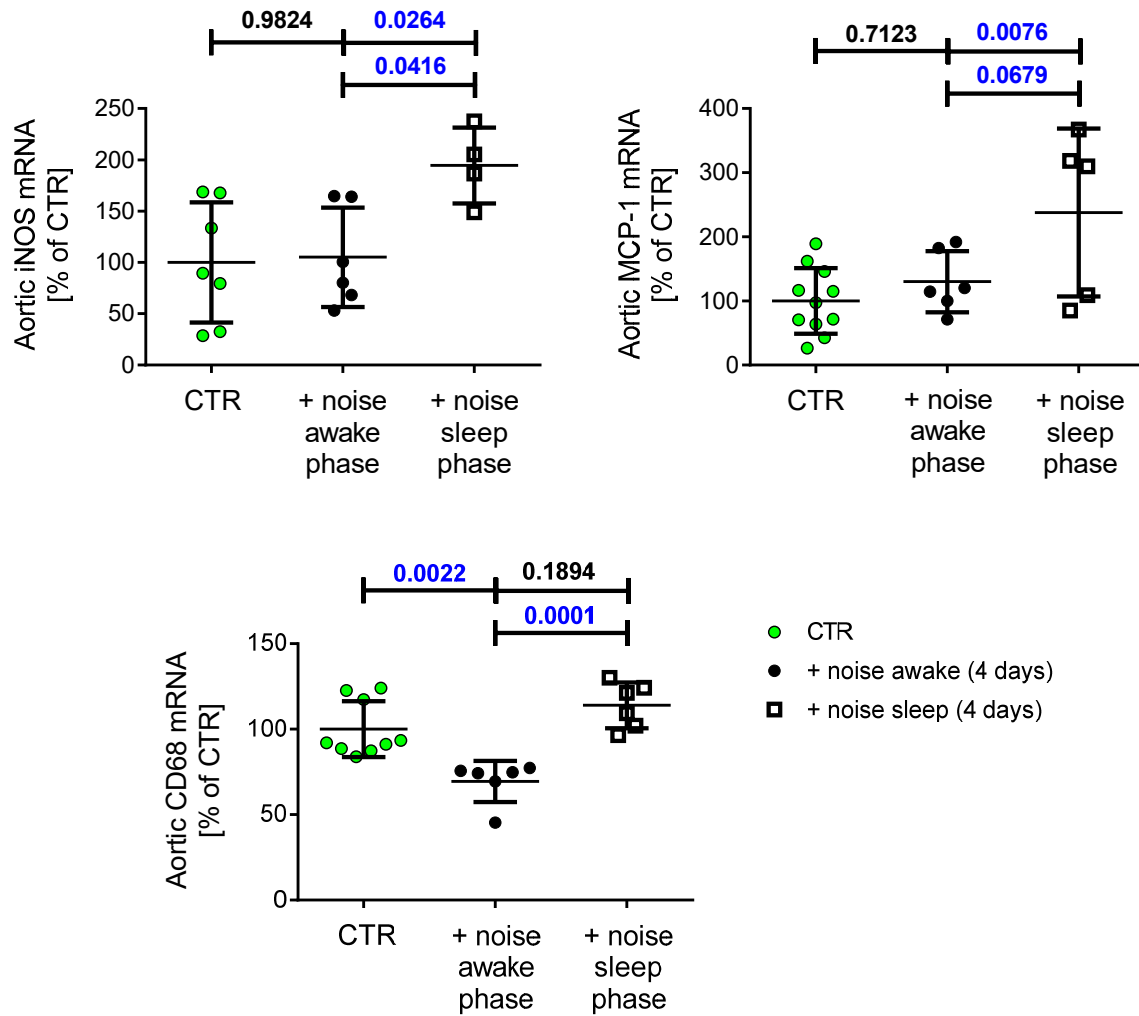 0.9824
0.0264
0.0416
Aortic iNOS mRNA
[% of CTR]
250
200
150
100
50
0
CTR
+ noise
awake
phase
+ noise
sleep
phase
0.7123
0.0076
0.0679
Aortic MCP-1 mRNA
[% of CTR]
400
300
200
100
0
CTR
+ noise
awake
phase
+ noise
sleep
phase
0.0022
0.1894
0.0001
Aortic CD68 mRNA
[% of CTR]
150
100
50
0
CTR
+ noise
awake
phase
+ noise
sleep
phase
CTR
+ noise awake (4 days)
+ noise sleep (4 days)